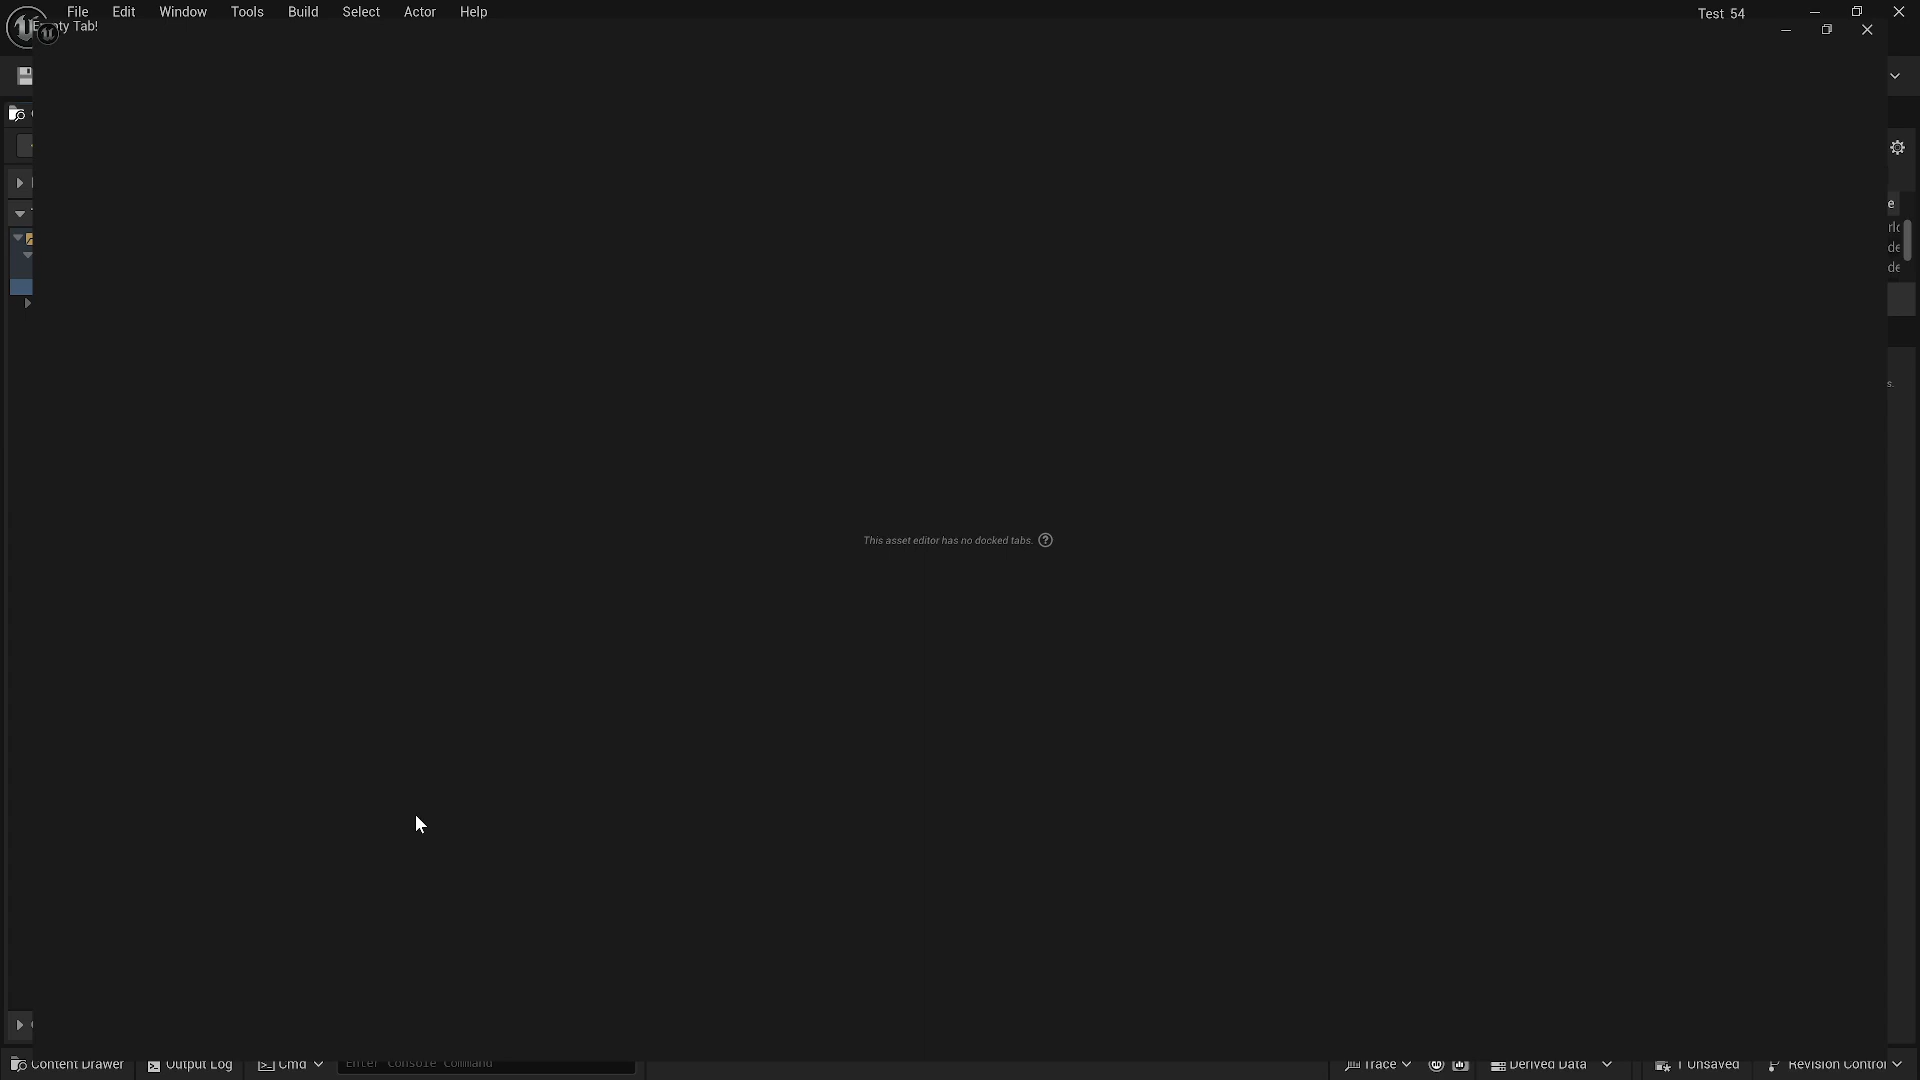 File Edit Window Tools Build Select Actor Help
Test 54
Tab!
This asset editor has no docked tabs.
Content Drawer Output Log Cmd Enter Console Command Trace Derived Data 1 Unsaved Revision Control